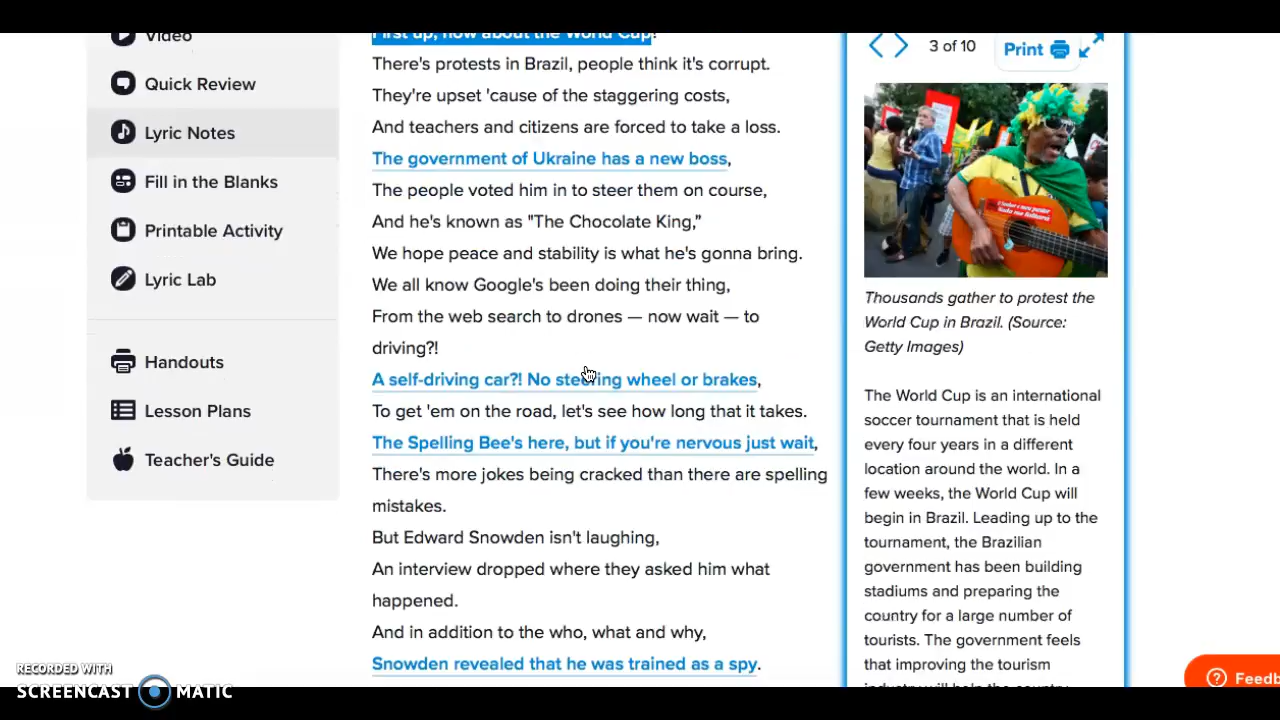 Video
Quick Review
Lyric Notes
Fill in the Blanks
Printable Activity
Lyric Lab
Handouts
Lesson Plans
Teacher's Guide
First up, how about the World Cup!
There's protests in Brazil, people think it's corrupt.
They're upset 'cause of the staggering costs,
And teachers and citizens are forced to take a loss.
The government of Ukraine has a new boss,
The people voted him in to steer them on course,
And he's known as "The Chocolate King,”
We hope peace and stability is what he's gonna bring.
We all know Google's been doing their thing,
From the web search to drones — now wait — to
driving?!
A self-driving car?! No steering wheel or brakes,
To get 'em on the road, let's see how long that it takes.
The Spelling Bee's here, but if you're nervous just wait,
There's more jokes being cracked than there are spelling
mistakes.
But Edward Snowden isn't laughing,
An interview dropped where they asked him what
happened.
And in addition to the who, what and why,
Snowden revealed that he was trained as a spy.
3 of 10
Print
Thousands gather to protest the
World Cup in Brazil. (Source:
Getty Images)
The World Cup is an international
soccer tournament that is held
every four years in a different
location around the world. In a
few weeks, the World Cup will
begin in Brazil. Leading up to the
tournament, the Brazilian
government has been building
stadiums and preparing the
country for a large number of
tourists. The government feels
that improving the tourism
industry will help the country
Feedb
RECORDED WITH
SCREENCAST MATIC